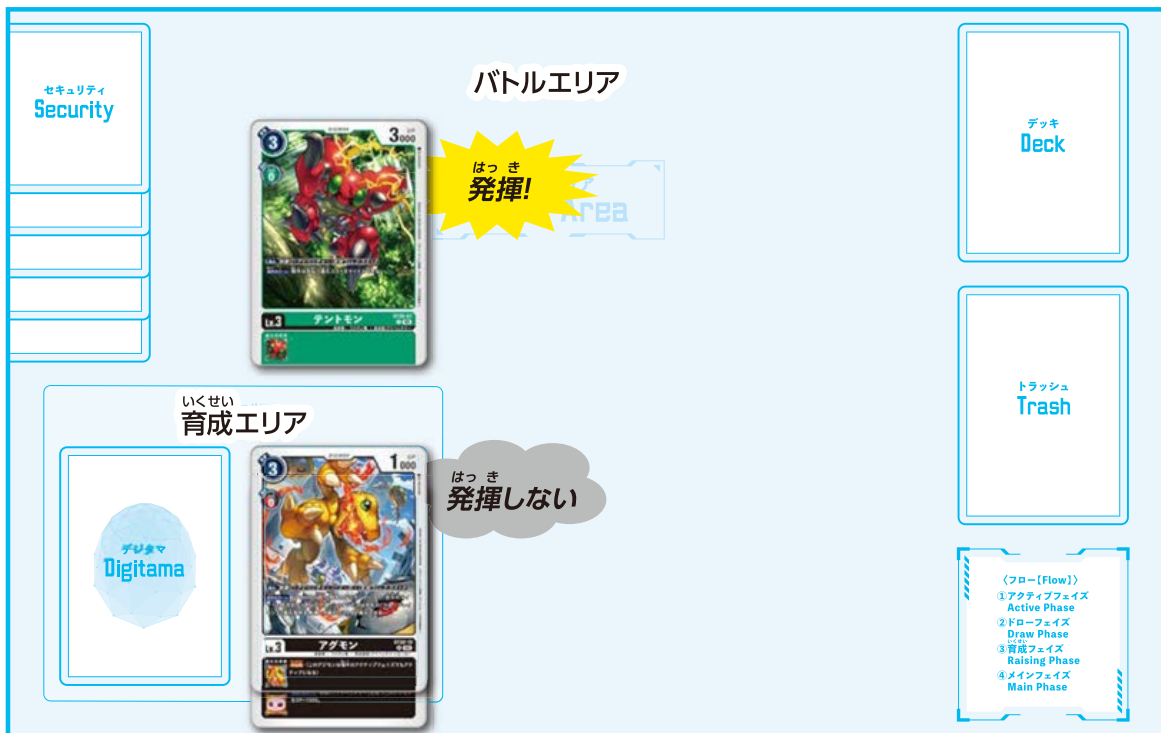 セキュリティ
Security
バトルエリア
デッキ
Deck
3
3000
はっき
発揮!
Area
Lv.3
テントモン
いくせい
育成エリア
デジタマ
Digitama
3
1000
はっき
発揮しない
Lv.3
アグモン
トラッシュ
Trash
〈フロー【Flow】〉
①アクティブフェイズ
Active Phase
②ドローフェイズ
Draw Phase
いくせい
③育成フェイズ
Raising Phase
④メインフェイズ
Main Phase